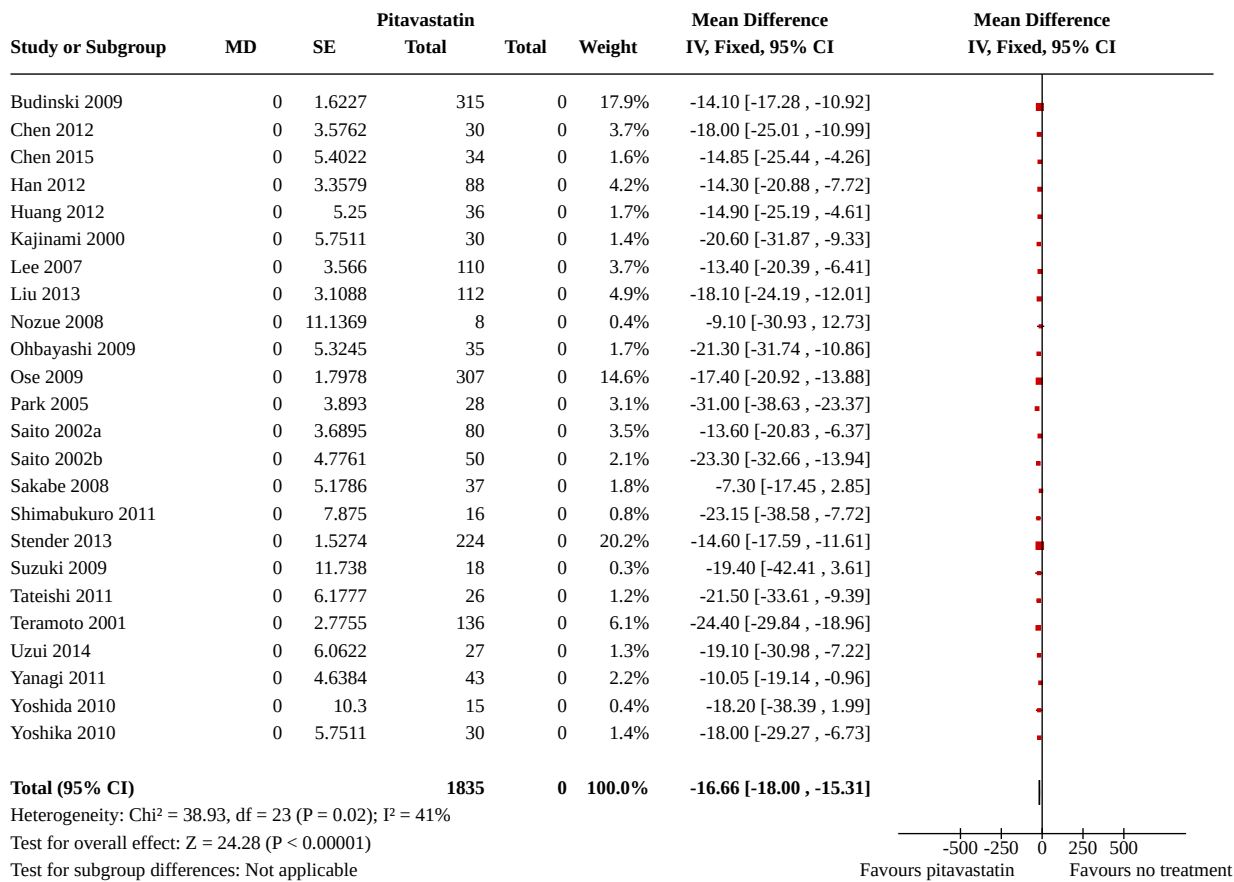 Pitavastatin Mean Difference Mean Difference
Study or Subgroup MD SE Total Total Weight IV, Fixed, 95% CI IV, Fixed, 95% CI
Budinski 2009 0 1.6227 315 0 17.9% -14.10 [-17.28 , -10.92]
Chen 2012 0 3.5762 30 0 3.7% -18.00 [-25.01 , -10.99]
Chen 2015 0 5.4022 34 0 1.6% -14.85 [-25.44 , -4.26]
Han 2012 0 3.3579 88 0 4.2% -14.30 [-20.88 , -7.72]
Huang 2012 0 5.25 36 0 1.7% -14.90 [-25.19 , -4.61]
Kajinami 2000 0 5.7511 30 0 1.4% -20.60 [-31.87 , -9.33]
Lee 2007 0 3.566 110 0 3.7% -13.40 [-20.39 , -6.41]
Liu 2013 0 3.1088 112 0 4.9% -18.10 [-24.19 , -12.01]
Nozue 2008 0 11.1369 8 0 0.4% -9.10 [-30.93 , 12.73]
Ohbayashi 2009 0 5.3245 35 0 1.7% -21.30 [-31.74 , -10.86]
Ose 2009 0 1.7978 307 0 14.6% -17.40 [-20.92 , -13.88]
Park 2005 0 3.893 28 0 3.1% -31.00 [-38.63 , -23.37]
Saito 2002a 0 3.6895 80 0 3.5% -13.60 [-20.83 , -6.37]
Saito 2002b 0 4.7761 50 0 2.1% -23.30 [-32.66 , -13.94]
Sakabe 2008 0 5.1786 37 0 1.8% -7.30 [-17.45 , 2.85]
Shimabukuro 2011 0 7.875 16 0 0.8% -23.15 [-38.58 , -7.72]
Stender 2013 0 1.5274 224 0 20.2% -14.60 [-17.59 , -11.61]
Suzuki 2009 0 11.738 18 0 0.3% -19.40 [-42.41 , 3.61]
Tateishi 2011 0 6.1777 26 0 1.2% -21.50 [-33.61 , -9.39]
Teramoto 2001 0 2.7755 136 0 6.1% -24.40 [-29.84 , -18.96]
Uzui 2014 0 6.0622 27 0 1.3% -19.10 [-30.98 , -7.22]
Yanagi 2011 0 4.6384 43 0 2.2% -10.05 [-19.14 , -0.96]
Yoshida 2010 0 10.3 15 0 0.4% -18.20 [-38.39 , 1.99]
Yoshika 2010 0 5.7511 30 0 1.4% -18.00 [-29.27 , -6.73]
Total (95% CI) 1835 0 100.0% -16.66 [-18.00 , -15.31]
Heterogeneity: Chi² = 38.93, df = 23 (P = 0.02); I² = 41%
Test for overall effect: Z = 24.28 (P < 0.00001) -500 -250 0 250 500
Test for subgroup differences: Not applicable Favours pitavastatin Favours no treatment